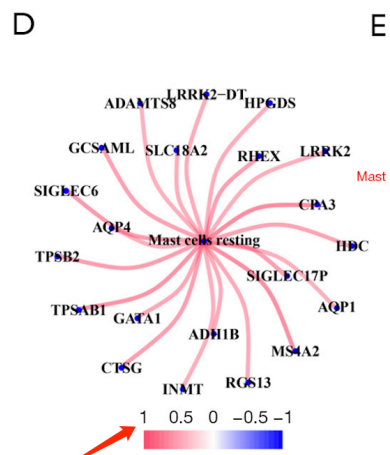 D
E
LRRK2-DT
ADAMTS8
HPGDS
GCSAML
SLC18A2
RHEX
LRRK2
Mast
SIGLEC6
CPA3
AQP4
Mast cells resting
HDC
TPSB2
SIGLEC17P
TPSAB1
GATA1
AQP1
ADH1B
MS4A2
CTSG
INMT
RGS13
1 0.5 0 -0.5 -1